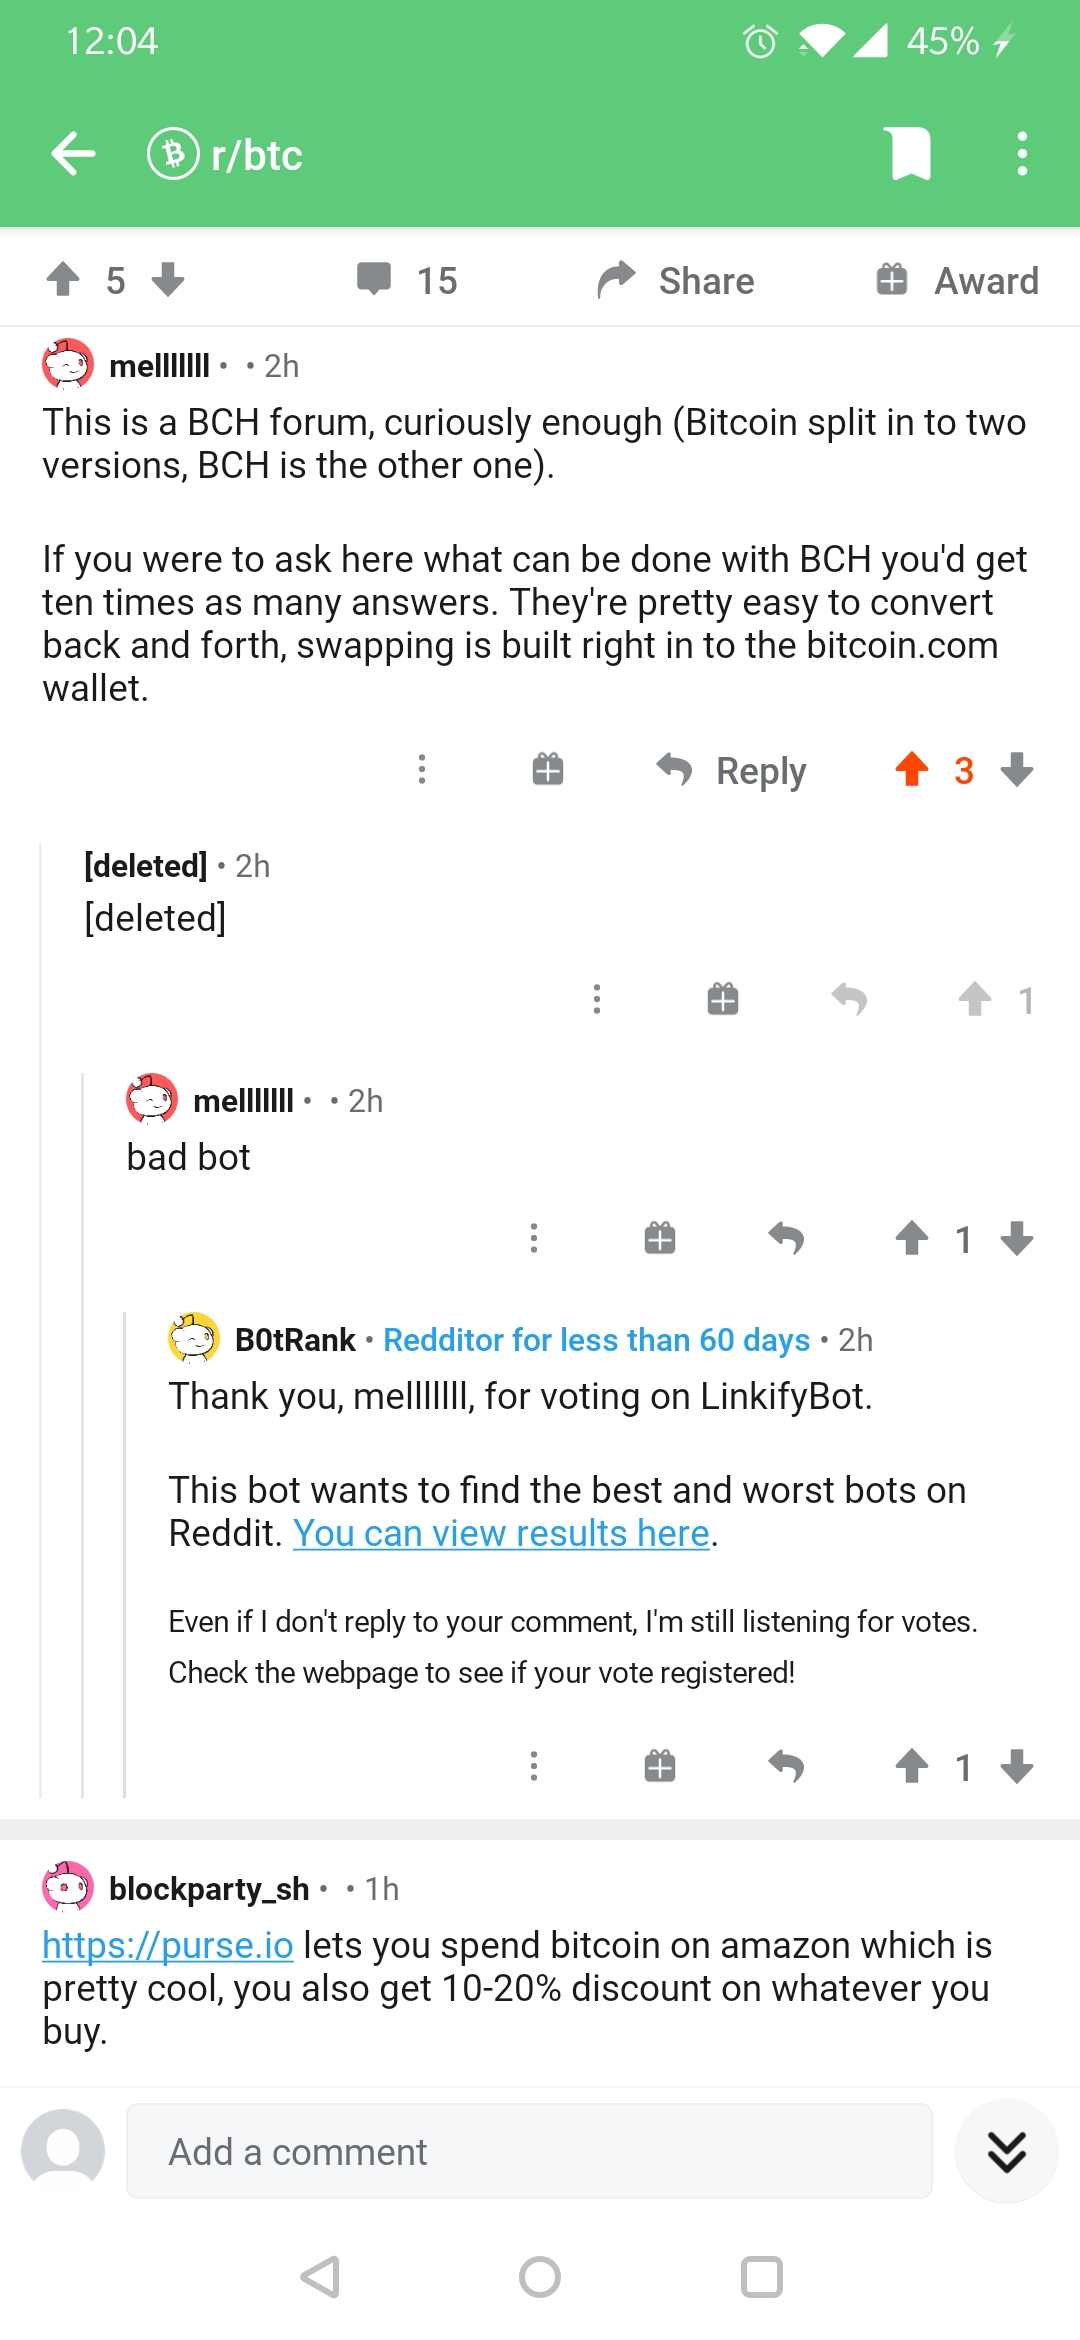 12:04
45%
r/btc
5
15
Share
Award
melllllll • • 2h
This is a BCH forum, curiously enough (Bitcoin split in to two
versions, BCH is the other one).
If you were to ask here what can be done with BCH you'd get
ten times as many answers. They're pretty easy to convert
back and forth, swapping is built right in to the bitcoin.com
wallet.
Reply
3
[deleted] • 2h
[deleted]
1
melllllll • • 2h
bad bot
1
B0tRank • Redditor for less than 60 days • 2h
Thank you, melllllll, for voting on LinkifyBot.
This bot wants to find the best and worst bots on
Reddit. You can view results here.
Even if I don't reply to your comment, I'm still listening for votes.
Check the webpage to see if your vote registered!
1
blockparty_sh • • 1h
https://purse.io lets you spend bitcoin on amazon which is
pretty cool, you also get 10-20% discount on whatever you
buy.
Add a comment